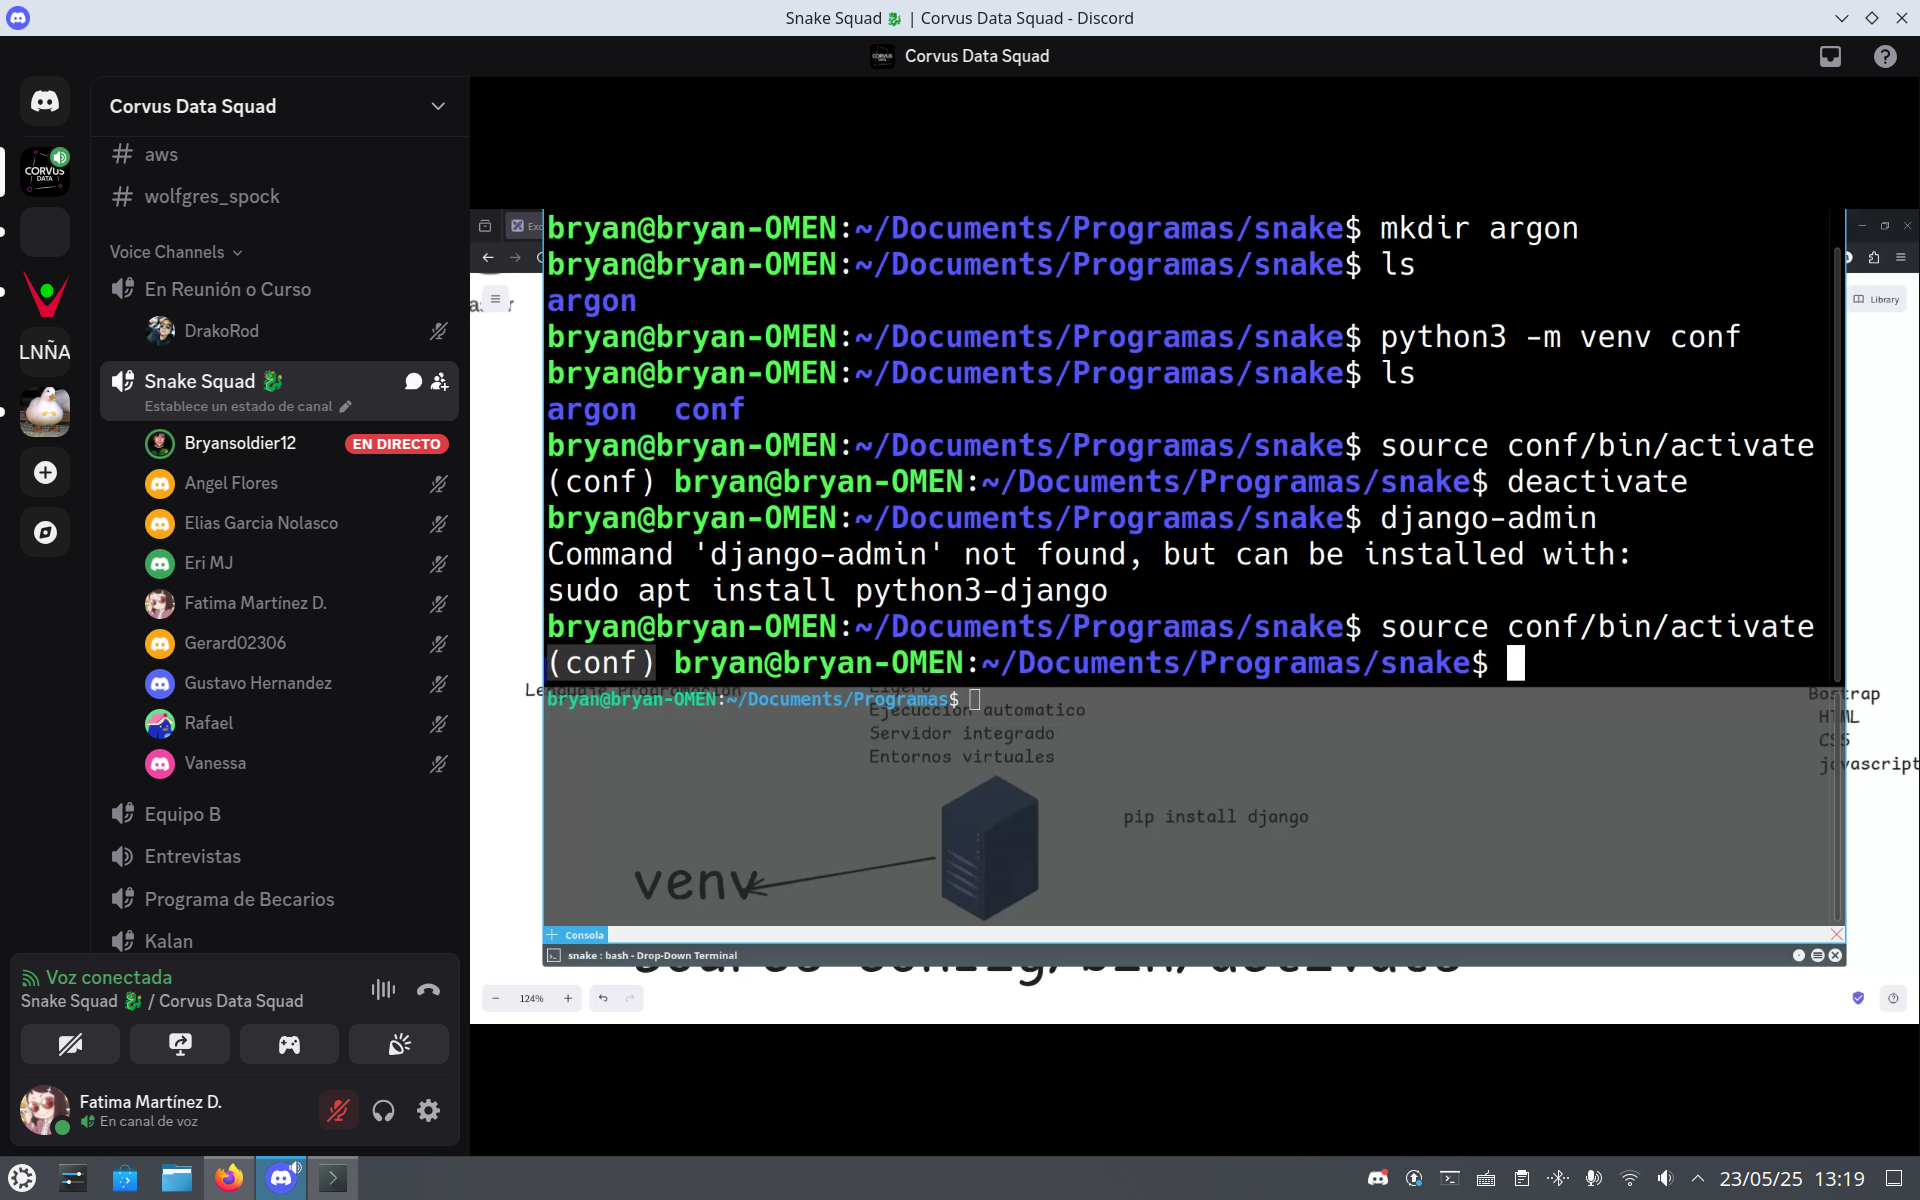 Snake Squad 🐉 | Corvus Data Squad - Discord
Corvus Data Squad
Corvus Data Squad
aws
wolfgres_spock
Voice Channels
En Reunión o Curso
DrakoRod
Snake Squad 🐉
Establece un estado de canal
Bryansoldier12 EN DIRECTO
Angel Flores
Elias Garcia Nolasco
Eri MJ
Fatima Martínez D.
Gerard02306
Gustavo Hernandez
Rafael
Vanessa
Equipo B
Entrevistas
Programa de Becarios
Kalan
Voz conectada
Snake Squad 🐉 / Corvus Data Squad
Fatima Martínez D.
En canal de voz
CORVUS
DATA
LNÑA
Exc
Library
bryan@bryan-OMEN:~/Documents/Programas/snake$ mkdir argon
bryan@bryan-OMEN:~/Documents/Programas/snake$ ls
argon
bryan@bryan-OMEN:~/Documents/Programas/snake$ python3 -m venv conf
bryan@bryan-OMEN:~/Documents/Programas/snake$ ls
argon conf
bryan@bryan-OMEN:~/Documents/Programas/snake$ source conf/bin/activate
(conf) bryan@bryan-OMEN:~/Documents/Programas/snake$ deactivate
bryan@bryan-OMEN:~/Documents/Programas/snake$ django-admin
Command 'django-admin' not found, but can be installed with:
sudo apt install python3-django
bryan@bryan-OMEN:~/Documents/Programas/snake$ source conf/bin/activate
(conf) bryan@bryan-OMEN:~/Documents/Programas/snake$
Lenguaje Programacion
bryan@bryan-OMEN:~/Documents/Programas$
Ligero
Ejecuccion automatico
Servidor integrado
Entornos virtuales
Bostrap
HTML
CSS
javascript
pip install django
venv
Consola
snake : bash - Drop-Down Terminal
124%
23/05/25 13:19